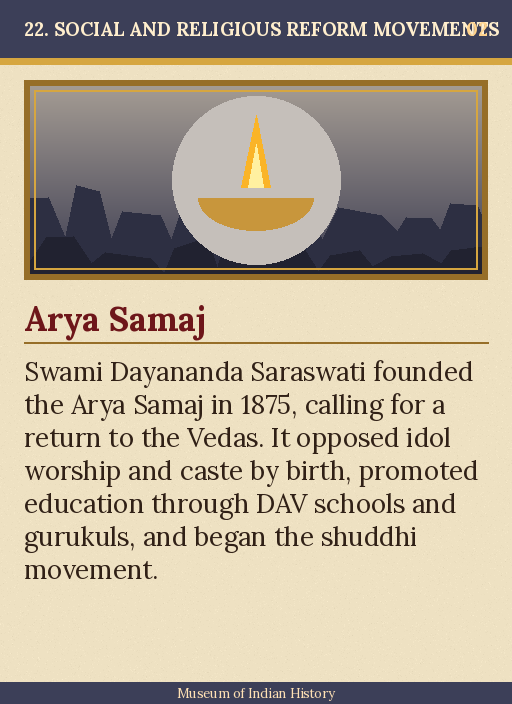 22. SOCIAL AND RELIGIOUS REFORM MOVEMENTS
Arya Samaj
Swami Dayananda Saraswati founded
the Arya Samaj in 1875, calling for a
return to the Vedas. It opposed idol
worship and caste by birth, promoted
education through DAV schools and
gurukuls, and began the shuddhi
movement.
Museum of Indian History